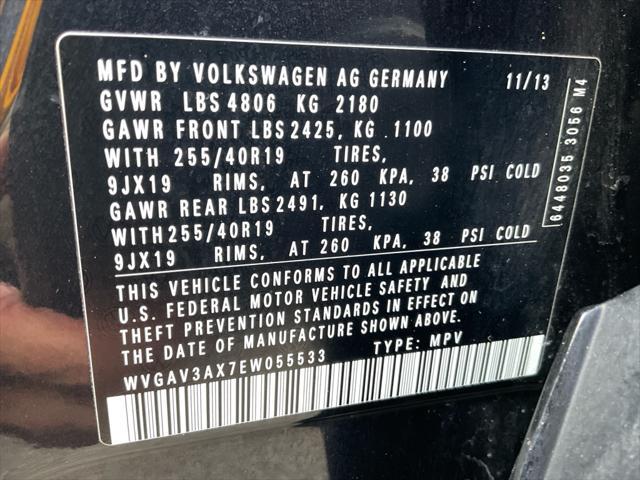 MFD BY VOLKSWAGEN AG GERMANY 11/13
GVWR LBS 4806 KG 2180
GAWR FRONT LBS 2425, KG 1100
WITH 255/40R19 TIRES,
9JX19 RIMS, AT 260 KPA, 38 PSI COLD
GAWR REAR LBS 2491, KG 1130
WITH 255/40R19 TIRES,
9JX19 RIMS, AT 260 KPA, 38 PSI COLD
THIS VEHICLE CONFORMS TO ALL APPLICABLE
U.S. FEDERAL MOTOR VEHICLE SAFETY AND
THEFT PREVENTION STANDARDS IN EFFECT ON
THE DATE OF MANUFACTURE SHOWN ABOVE.
WVGAV3AX7EW055533 TYPE: MPV
6448035 3056 M4